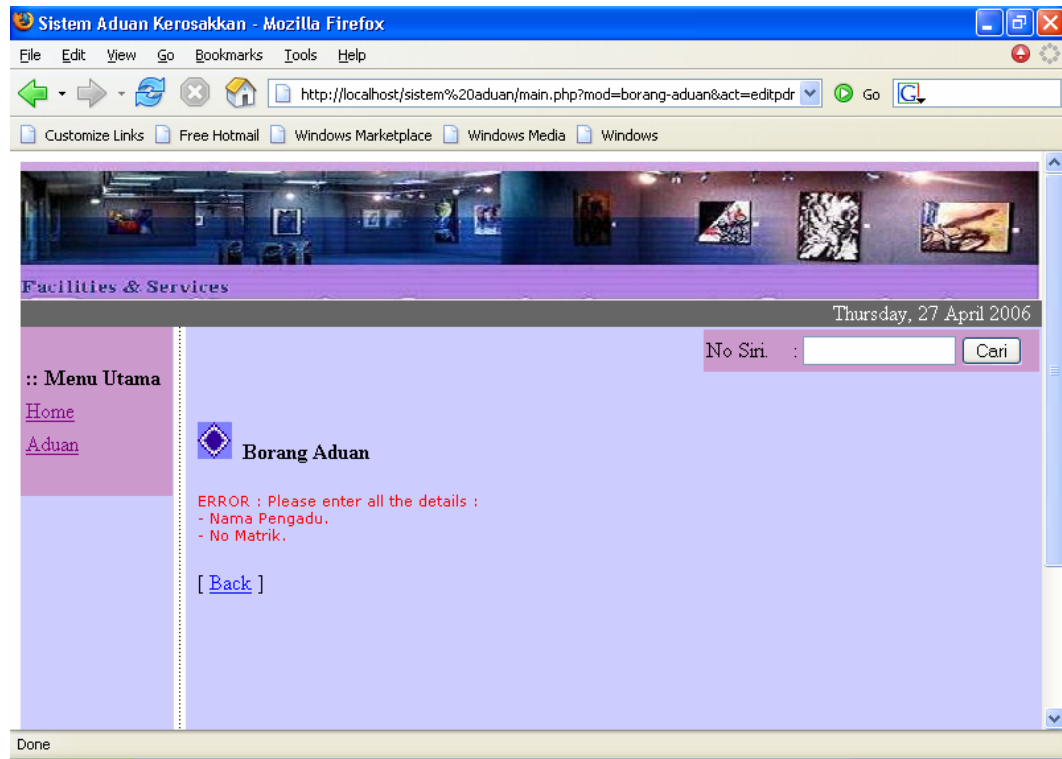 Sistem Aduan Kerosakkan - Mozilla Firefox
File Edit View Go Bookmarks Tools Help
http://localhost/sistem%20aduan/main.php?mod=borang-aduan&act=editpdr Go G
Customize Links Free Hotmail Windows Marketplace Windows Media Windows
Facilities & Services
Thursday, 27 April 2006
No Siri. : Cari
:: Menu Utama
Home
Aduan
Borang Aduan
ERROR : Please enter all the details :
- Nama Pengadu.
- No Matrik.
[ Back ]
Done